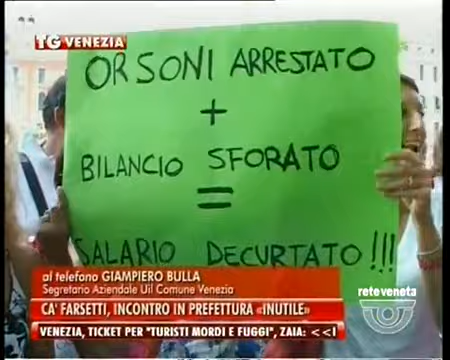 TG VENEZIA
ORSONI ARRESTATO
+
BILANCIO SFORATO
=
SALARIO DECURTATO !!!
al telefono GIAMPIERO BULLA
Segretario Aziendale Uil Comune Venezia
CA' FARSETTI, INCONTRO IN PREFETTURA «INUTILE»
reteveneta
VENEZIA, TICKET PER "TURISTI MORDI E FUGGI", ZAIA: <<I